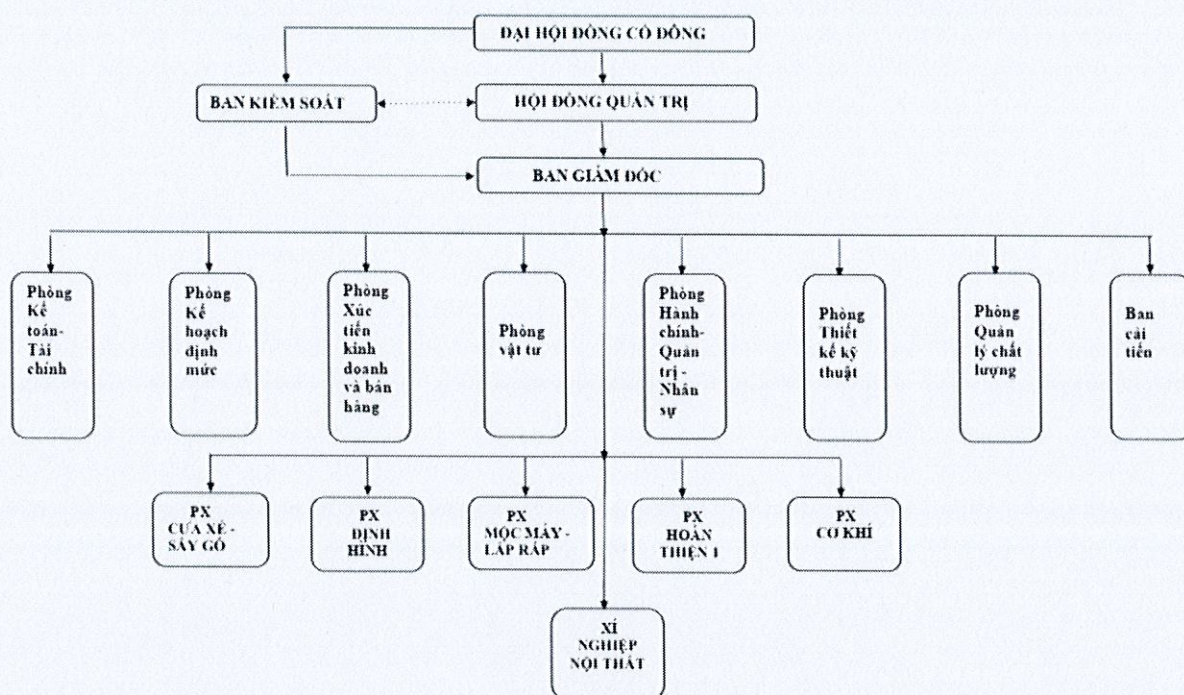 ĐẠI HỘI ĐỒNG CỔ ĐÔNG
BAN KIỂM SOÁT
HỘI ĐỒNG QUẢN TRỊ
BAN GIÁM ĐỐC
Phòng
Kế
toán-
Tài
chính
Phòng
Kế
hoạch
định
mức
Phòng
Xúc
tiến
kinh
doanh
và bán
hàng
Phòng
vật tư
Phòng
Hành
chính-
Quản
trị -
Nhân
sự
Phòng
Thiết
kế kỹ
thuật
Phòng
Quản
lý chất
lượng
Ban
cải
tiến
PX
CƯA XẺ -
SẤY GỖ
PX
ĐỊNH
HÌNH
PX
MỘC MÁY -
LẮP RÁP
PX
HOÀN
THIỆN 1
PX
CƠ KHÍ
XÍ
NGHIỆP
NỘI THẤT